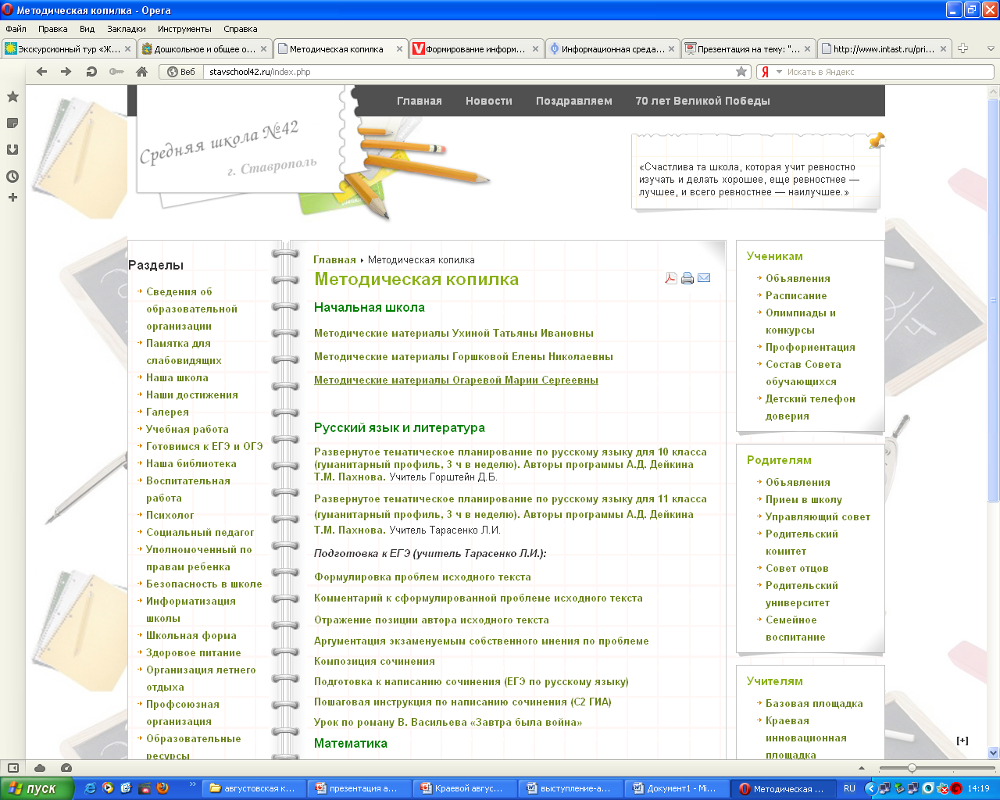 Методическая копилка - Opera
Файл Правка Вид Закладки Инструменты Справка
Экскурсионный тур «Ж... Дошкольное и общее о... Методическая копилка Формирование информ... Информационная среда... Презентация на тему: "... http://www.intast.ru/pri...
Веб stavschool42.ru/index.php Я Искать в Яндекс
Главная Новости Поздравляем 70 лет Великой Победы
Средняя школа №42
г. Ставрополь
«Счастлива та школа, которая учит ревностно
изучать и делать хорошее, еще ревностнее —
лучшее, и всего ревностнее — наилучшее.»
Разделы
Сведения об
образовательной
организации
Памятка для
слабовидящих
Наша школа
Наши достижения
Галерея
Учебная работа
Готовимся к ЕГЭ и ОГЭ
Наша библиотека
Воспитательная
работа
Психолог
Социальный педагог
Уполномоченный по
правам ребенка
Безопасность в школе
Информатизация
школы
Школьная форма
Здоровое питание
Организация летнего
отдыха
Профсоюзная
организация
Образовательные
ресурсы
Главная Методическая копилка
Методическая копилка
Начальная школа
Методические материалы Ухиной Татьяны Ивановны
Методические материалы Горшковой Елены Николаевны
Методические материалы Огаревой Марии Сергеевны
Русский язык и литература
Развернутое тематическое планирование по русскому языку для 10 класса
(гуманитарный профиль, 3 ч в неделю). Авторы программы А.Д. Дейкина
Т.М. Пахнова. Учитель Горштейн Д.Б.
Развернутое тематическое планирование по русскому языку для 11 класса
(гуманитарный профиль, 3 ч в неделю). Авторы программы А.Д. Дейкина
Т.М. Пахнова. Учитель Тарасенко Л.И.
Подготовка к ЕГЭ (учитель Тарасенко Л.И.):
Формулировка проблем исходного текста
Комментарий к сформулированной проблеме исходного текста
Отражение позиции автора исходного текста
Аргументация экзаменуемым собственного мнения по проблеме
Композиция сочинения
Подготовка к написанию сочинения (ЕГЭ по русскому языку)
Пошаговая инструкция по написанию сочинения (С2 ГИА)
Урок по роману В. Васильева «Завтра была война»
Математика
Ученикам
Объявления
Расписание
Олимпиады и
конкурсы
Профориентация
Состав Совета
обучающихся
Детский телефон
доверия
Родителям
Объявления
Прием в школу
Управляющий совет
Родительский
комитет
Совет отцов
Родительский
университет
Семейное
воспитание
Учителям
Базовая площадка
Краевая
инновационная
площадка
[+]
пуск августовская к... презентация а... Краевой авгус... выступление-а... Документ1 - Mi... Методическая ... RU 14:19